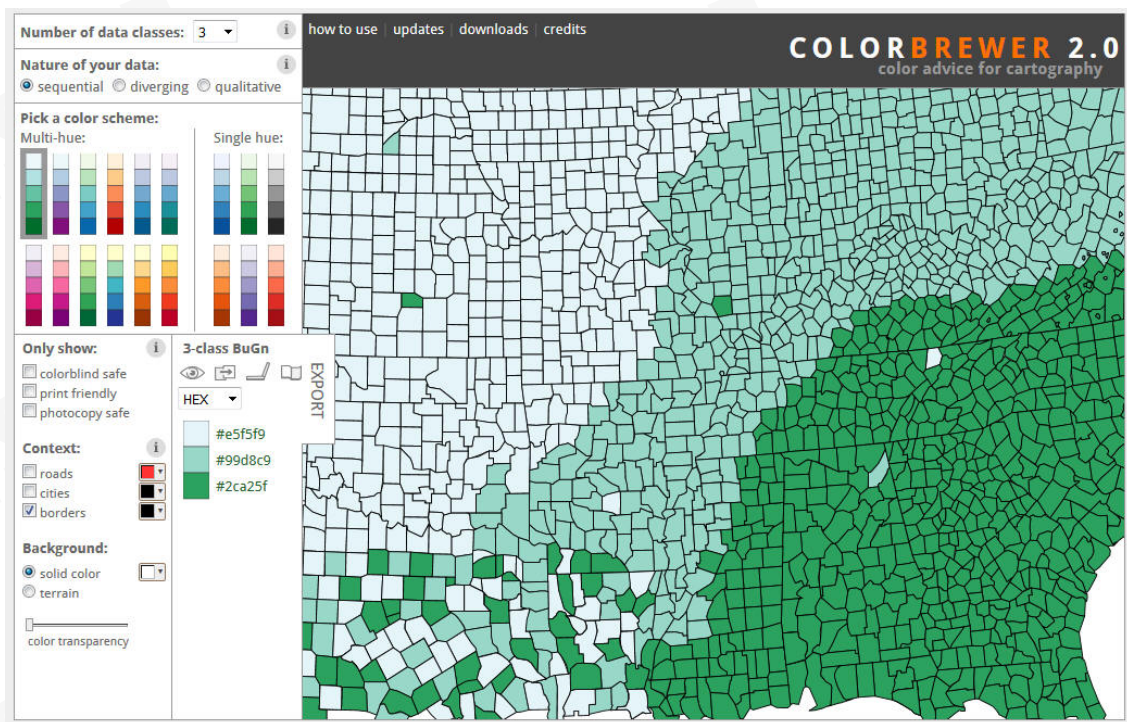 Number of data classes: 3 i
how to use | updates | downloads | credits
COLORBREWER 2.0
color advice for cartography
Nature of your data: i
sequential diverging qualitative
Pick a color scheme:
Multi-hue: Single hue:
Only show: i
colorblind safe
print friendly
photocopy safe
Context: i
roads
cities
borders
Background:
solid color
terrain
color transparency
3-class BuGn
HEX
#e5f5f9
#99d8c9
#2ca25f
EXPORT